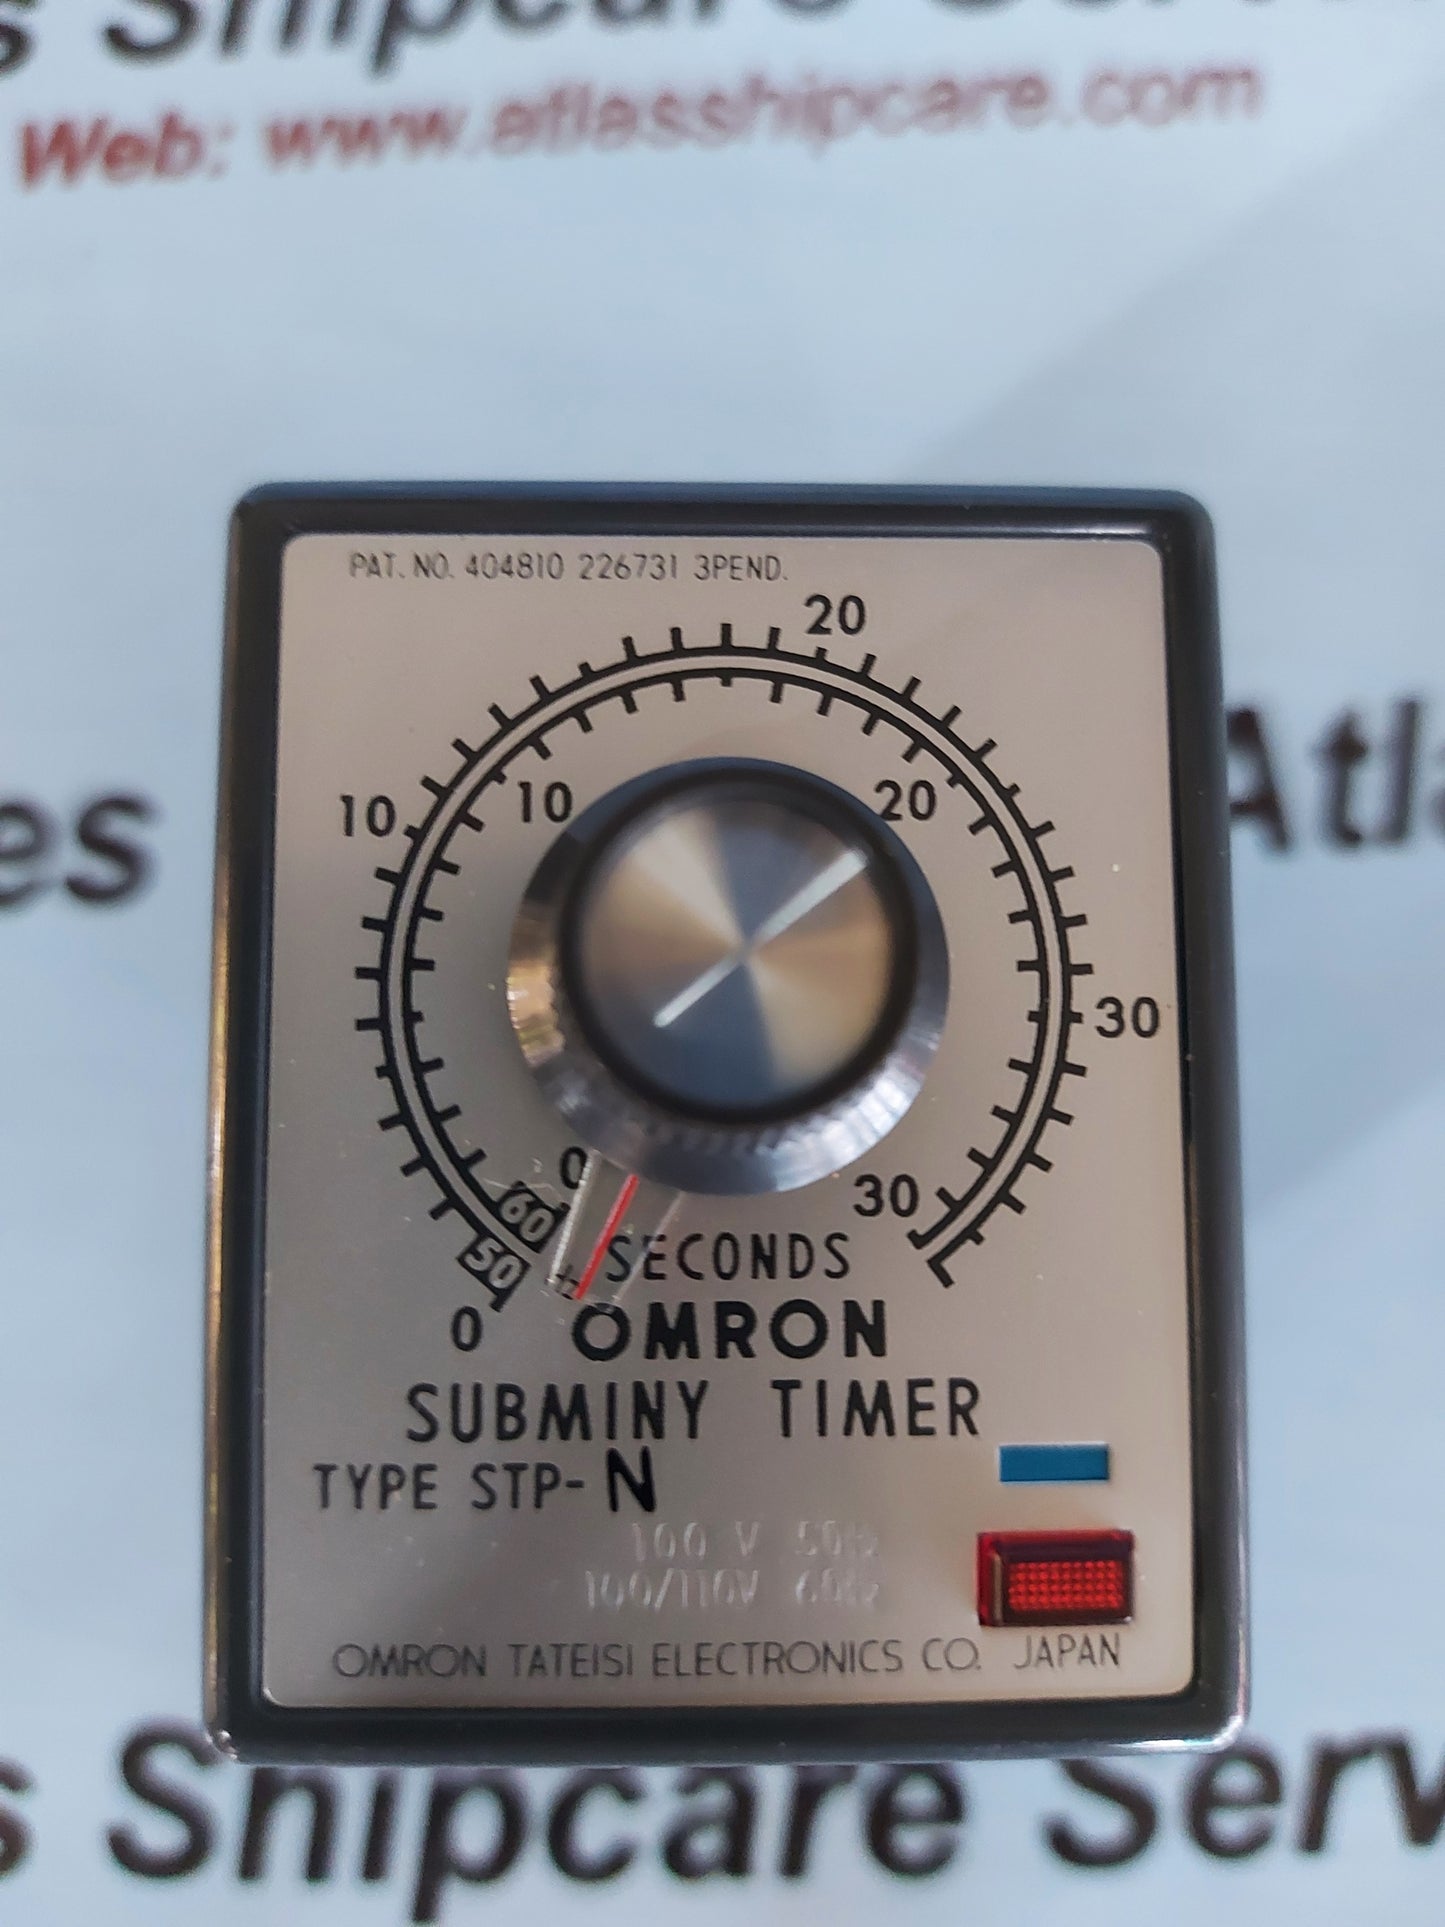 s Shipcare
Web: www.atlasshipcare.com
PAT. NO. 404810 226731 3PEND.
20
10 10 20
30
0 30
60
50
SECONDS
0 OMRON
SUBMINY TIMER
TYPE STP-N
100 V 50Hz
100/110V 60Hz
OMRON TATEISI ELECTRONICS CO. JAPAN
es
Atl
s Shipcare Serv